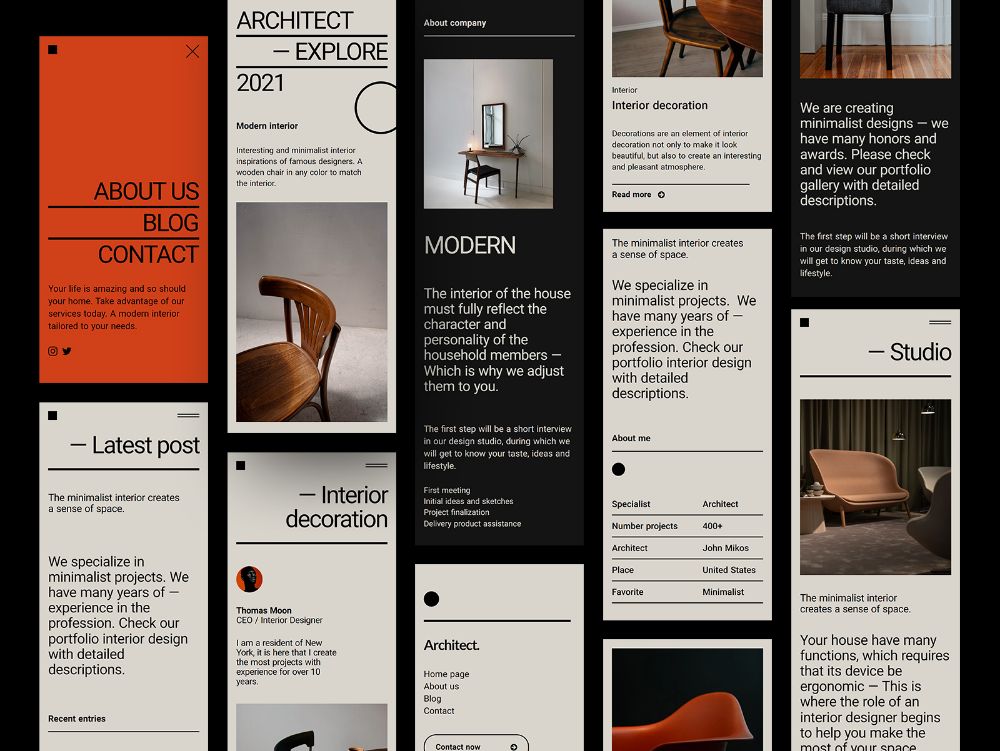 ABOUT US
BLOG
CONTACT
Your life is amazing and so should
your home. Take advantage of our
services today. A modern interior
tailored to your needs.
— Latest post
The minimalist interior creates
a sense of space.
We specialize in
minimalist projects. We
have many years of —
experience in the
profession. Check our
portfolio interior design
with detailed
descriptions.
Recent entries
ARCHITECT
— EXPLORE
2021
Modern interior
Interesting and minimalist interior
inspirations of famous designers. A
wooden chair in any color to match
the interior.
— Interior
decoration
Thomas Moon
CEO / Interior Designer
I am a resident of New
York, it is here that I create
the most projects with
experience for over 10
years.
About company
MODERN
The interior of the house
must fully reflect the
character and
personality of the
household members —
Which is why we adjust
them to you.
The first step will be a short interview
in our design studio, during which we
will get to know your taste, ideas and
lifestyle.
First meeting
Initial ideas and sketches
Project finalization
Delivery product assistance
Architect.
Home page
About us
Blog
Contact
Contact now
Interior
Interior decoration
Decorations are an element of interior
decoration not only to make it look
beautiful, but also to create an interesting
and pleasant atmosphere.
Read more
The minimalist interior creates
a sense of space.
We specialize in
minimalist projects. We
have many years of —
experience in the
profession. Check our
portfolio interior design
with detailed
descriptions.
About me
Specialist Architect
Number projects 400+
Architect John Mikos
Place United States
Favorite Minimalist
We are creating
minimalist designs — we
have many honors and
awards. Please check
and view our portfolio
gallery with detailed
descriptions.
The first step will be a short interview
in our design studio, during which we
will get to know your taste, ideas and
lifestyle.
— Studio
The minimalist interior
creates a sense of space.
Your house have many
functions, which requires
that its device be
ergonomic — This is
where the role of an
interior designer begins
to help you make the
most of your space